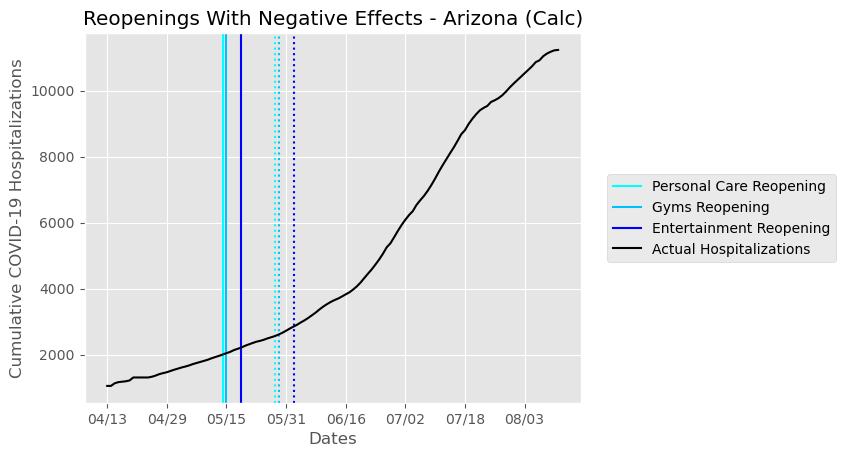 Reopenings With Negative Effects - Arizona (Calc)
Cumulative COVID-19 Hospitalizations
10000
8000
6000
4000
2000
04/13 04/29 05/15 05/31 06/16 07/02 07/18 08/03
Dates
Personal Care Reopening
Gyms Reopening
Entertainment Reopening
Actual Hospitalizations